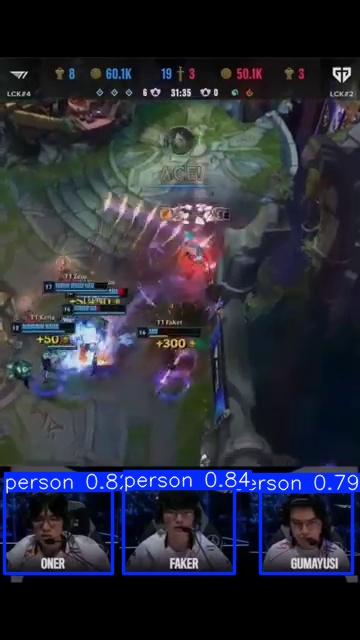 8 60.1K 19 3 50.1K 3
LCK#4 6 31:35 0 LCK#2
ACE!
T1 Zeus
T1 Keria
T1 Faker
+50
+300
person 0.8
person 0.84
erson 0.79
ONER
FAKER
GUMAYUSI